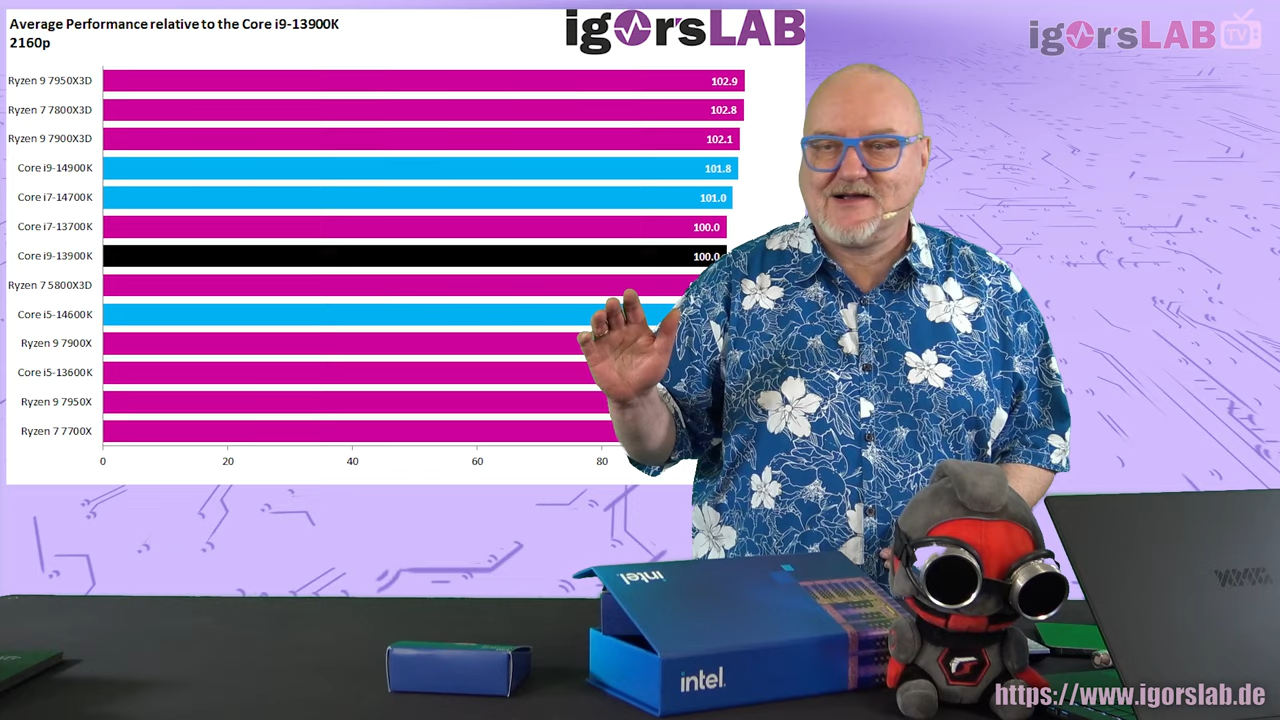 Average Performance relative to the Core i9-13900K
2160p
igorsLAB
igorsLAB
TV
Ryzen 9 7950X3D
102.9
Ryzen 7 7800X3D
102.8
Ryzen 9 7900X3D
102.1
Core i9-14900K
101.8
Core i7-14700K
101.0
Core i7-13700K
100.0
Core i9-13900K
100.0
Ryzen 7 5800X3D
Core i5-14600K
Ryzen 9 7900X
Core i5-13600K
Ryzen 9 7950X
Ryzen 7 7700X
0 20 40 60 80
intel.
intel.
https://www.igorslab.de